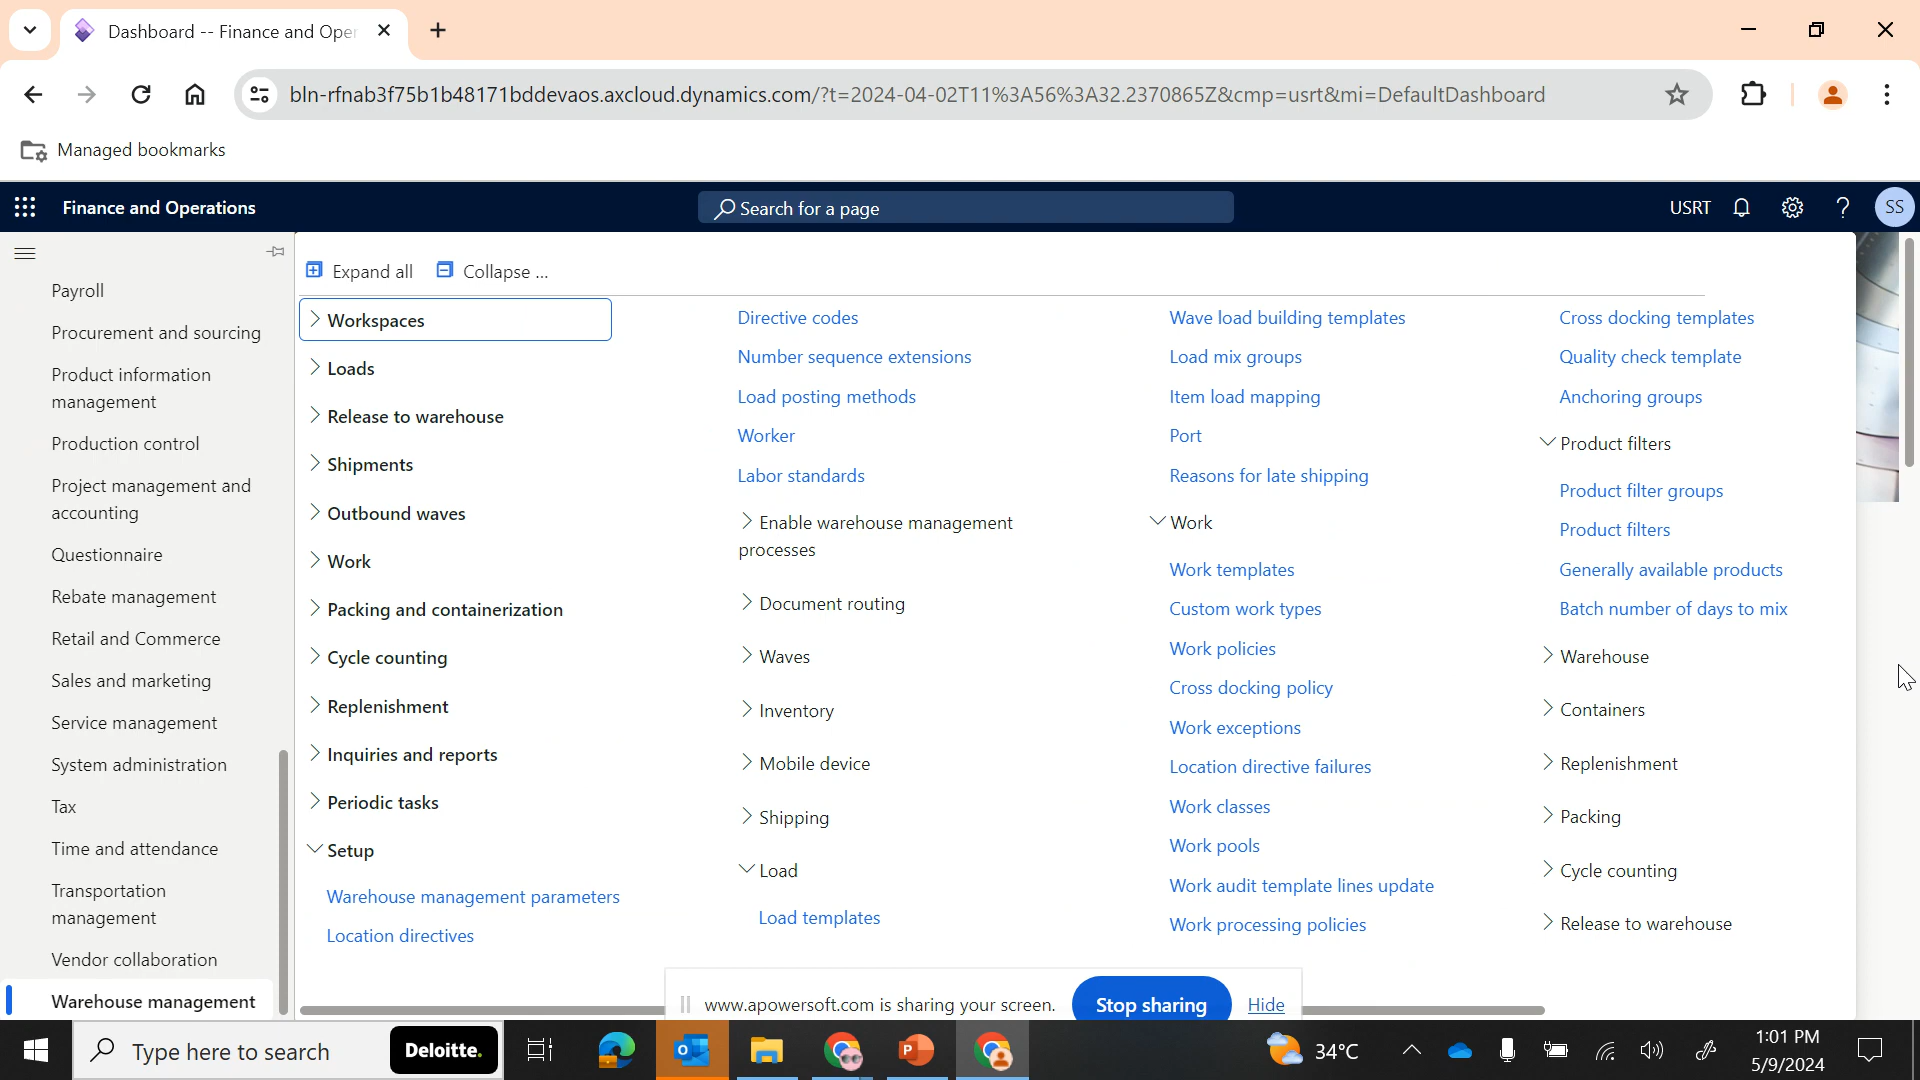 Dashboard -- Finance and Oper
bln-rfnab3f75b1b48171bddevaos.axcloud.dynamics.com/?t=2024-04-02T11%3A56%3A32.2370865Z&cmp=usrt&mi=DefaultDashboard
Managed bookmarks
Finance and Operations
Search for a page
USRT
SS
Payroll
Procurement and sourcing
Product information
management
Production control
Project management and
accounting
Questionnaire
Rebate management
Retail and Commerce
Sales and marketing
Service management
System administration
Tax
Time and attendance
Transportation
management
Vendor collaboration
Warehouse management
Expand all
Collapse ...
Workspaces
Loads
Release to warehouse
Shipments
Outbound waves
Work
Packing and containerization
Cycle counting
Replenishment
Inquiries and reports
Periodic tasks
Setup
Warehouse management parameters
Location directives
Directive codes
Number sequence extensions
Load posting methods
Worker
Labor standards
Enable warehouse management
processes
Document routing
Waves
Inventory
Mobile device
Shipping
Load
Load templates
Wave load building templates
Load mix groups
Item load mapping
Port
Reasons for late shipping
Work
Work templates
Custom work types
Work policies
Cross docking policy
Work exceptions
Location directive failures
Work classes
Work pools
Work audit template lines update
Work processing policies
Cross docking templates
Quality check template
Anchoring groups
Product filters
Product filter groups
Product filters
Generally available products
Batch number of days to mix
Warehouse
Containers
Replenishment
Packing
Cycle counting
Release to warehouse
www.apowersoft.com is sharing your screen.
Stop sharing
Hide
Type here to search
Deloitte.
34°C
1:01 PM
5/9/2024